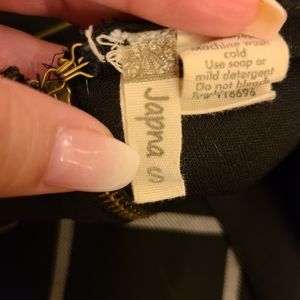 Machine wash
cold
Use soap or
mild detergent
Do not bleach
Japna S